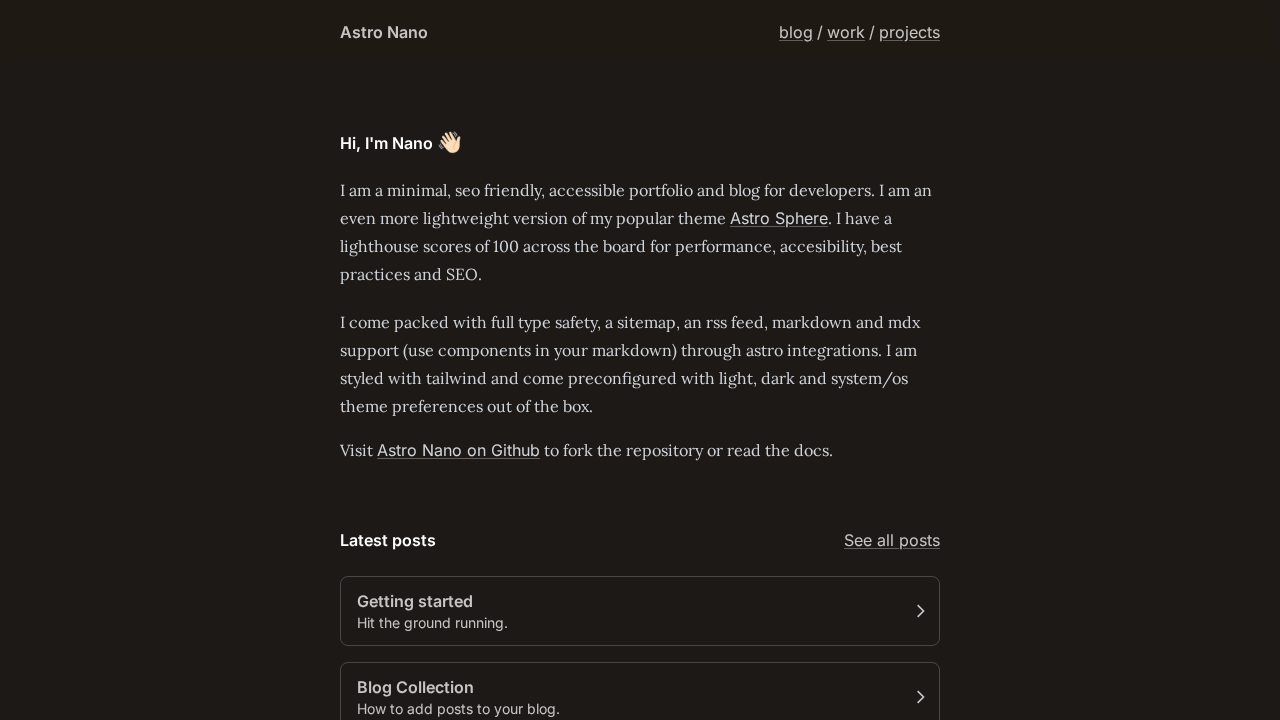 Astro Nano
blog / work / projects
Hi, I'm Nano 👋🏻
I am a minimal, seo friendly, accessible portfolio and blog for developers. I am an
even more lightweight version of my popular theme Astro Sphere. I have a
lighthouse scores of 100 across the board for performance, accesibility, best
practices and SEO.
I come packed with full type safety, a sitemap, an rss feed, markdown and mdx
support (use components in your markdown) through astro integrations. I am
styled with tailwind and come preconfigured with light, dark and system/os
theme preferences out of the box.
Visit Astro Nano on Github to fork the repository or read the docs.
Latest posts
See all posts
Getting started
Hit the ground running.
Blog Collection
How to add posts to your blog.